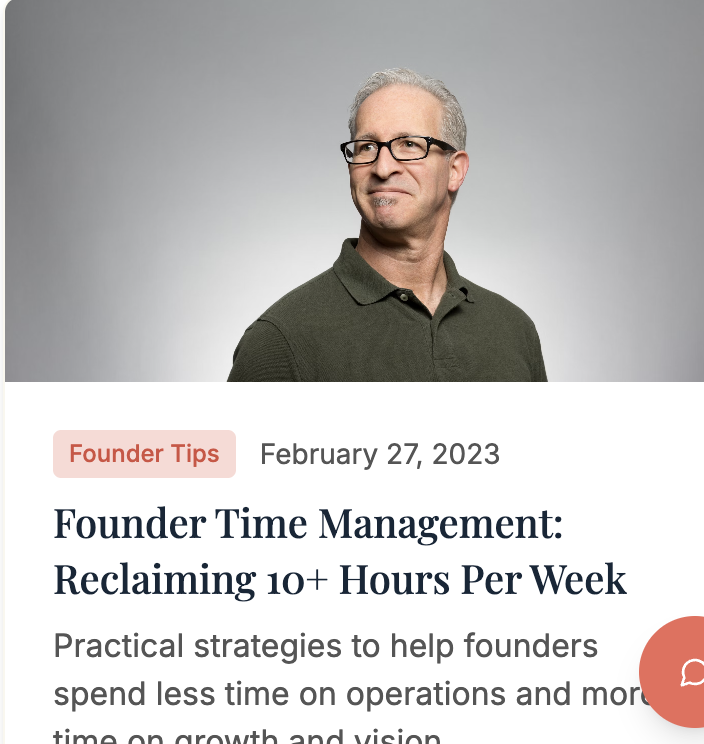 Founder Tips
February 27, 2023
Founder Time Management:
Reclaiming 10+ Hours Per Week
Practical strategies to help founders
spend less time on operations and more
time on growth and vision.